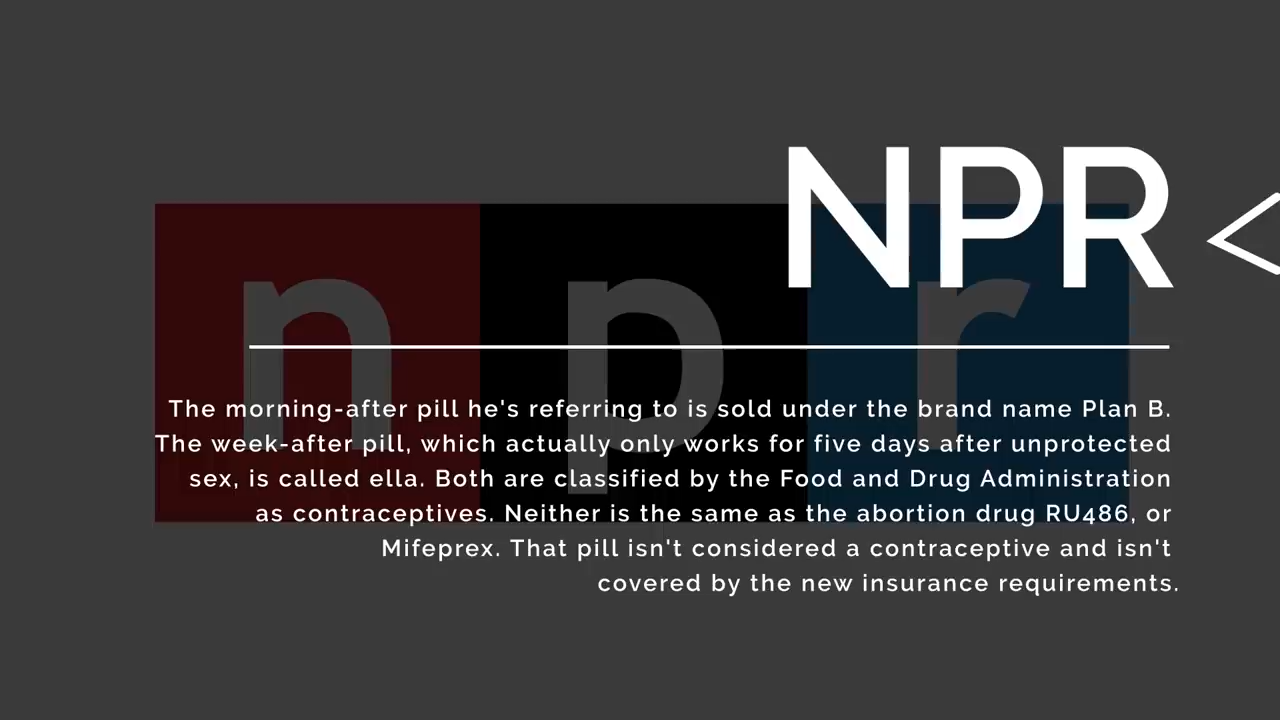 NPR
npr
The morning-after pill he's referring to is sold under the brand name Plan B.
The week-after pill, which actually only works for five days after unprotected
sex, is called ella. Both are classified by the Food and Drug Administration
as contraceptives. Neither is the same as the abortion drug RU486, or
Mifeprex. That pill isn't considered a contraceptive and isn't
covered by the new insurance requirements.